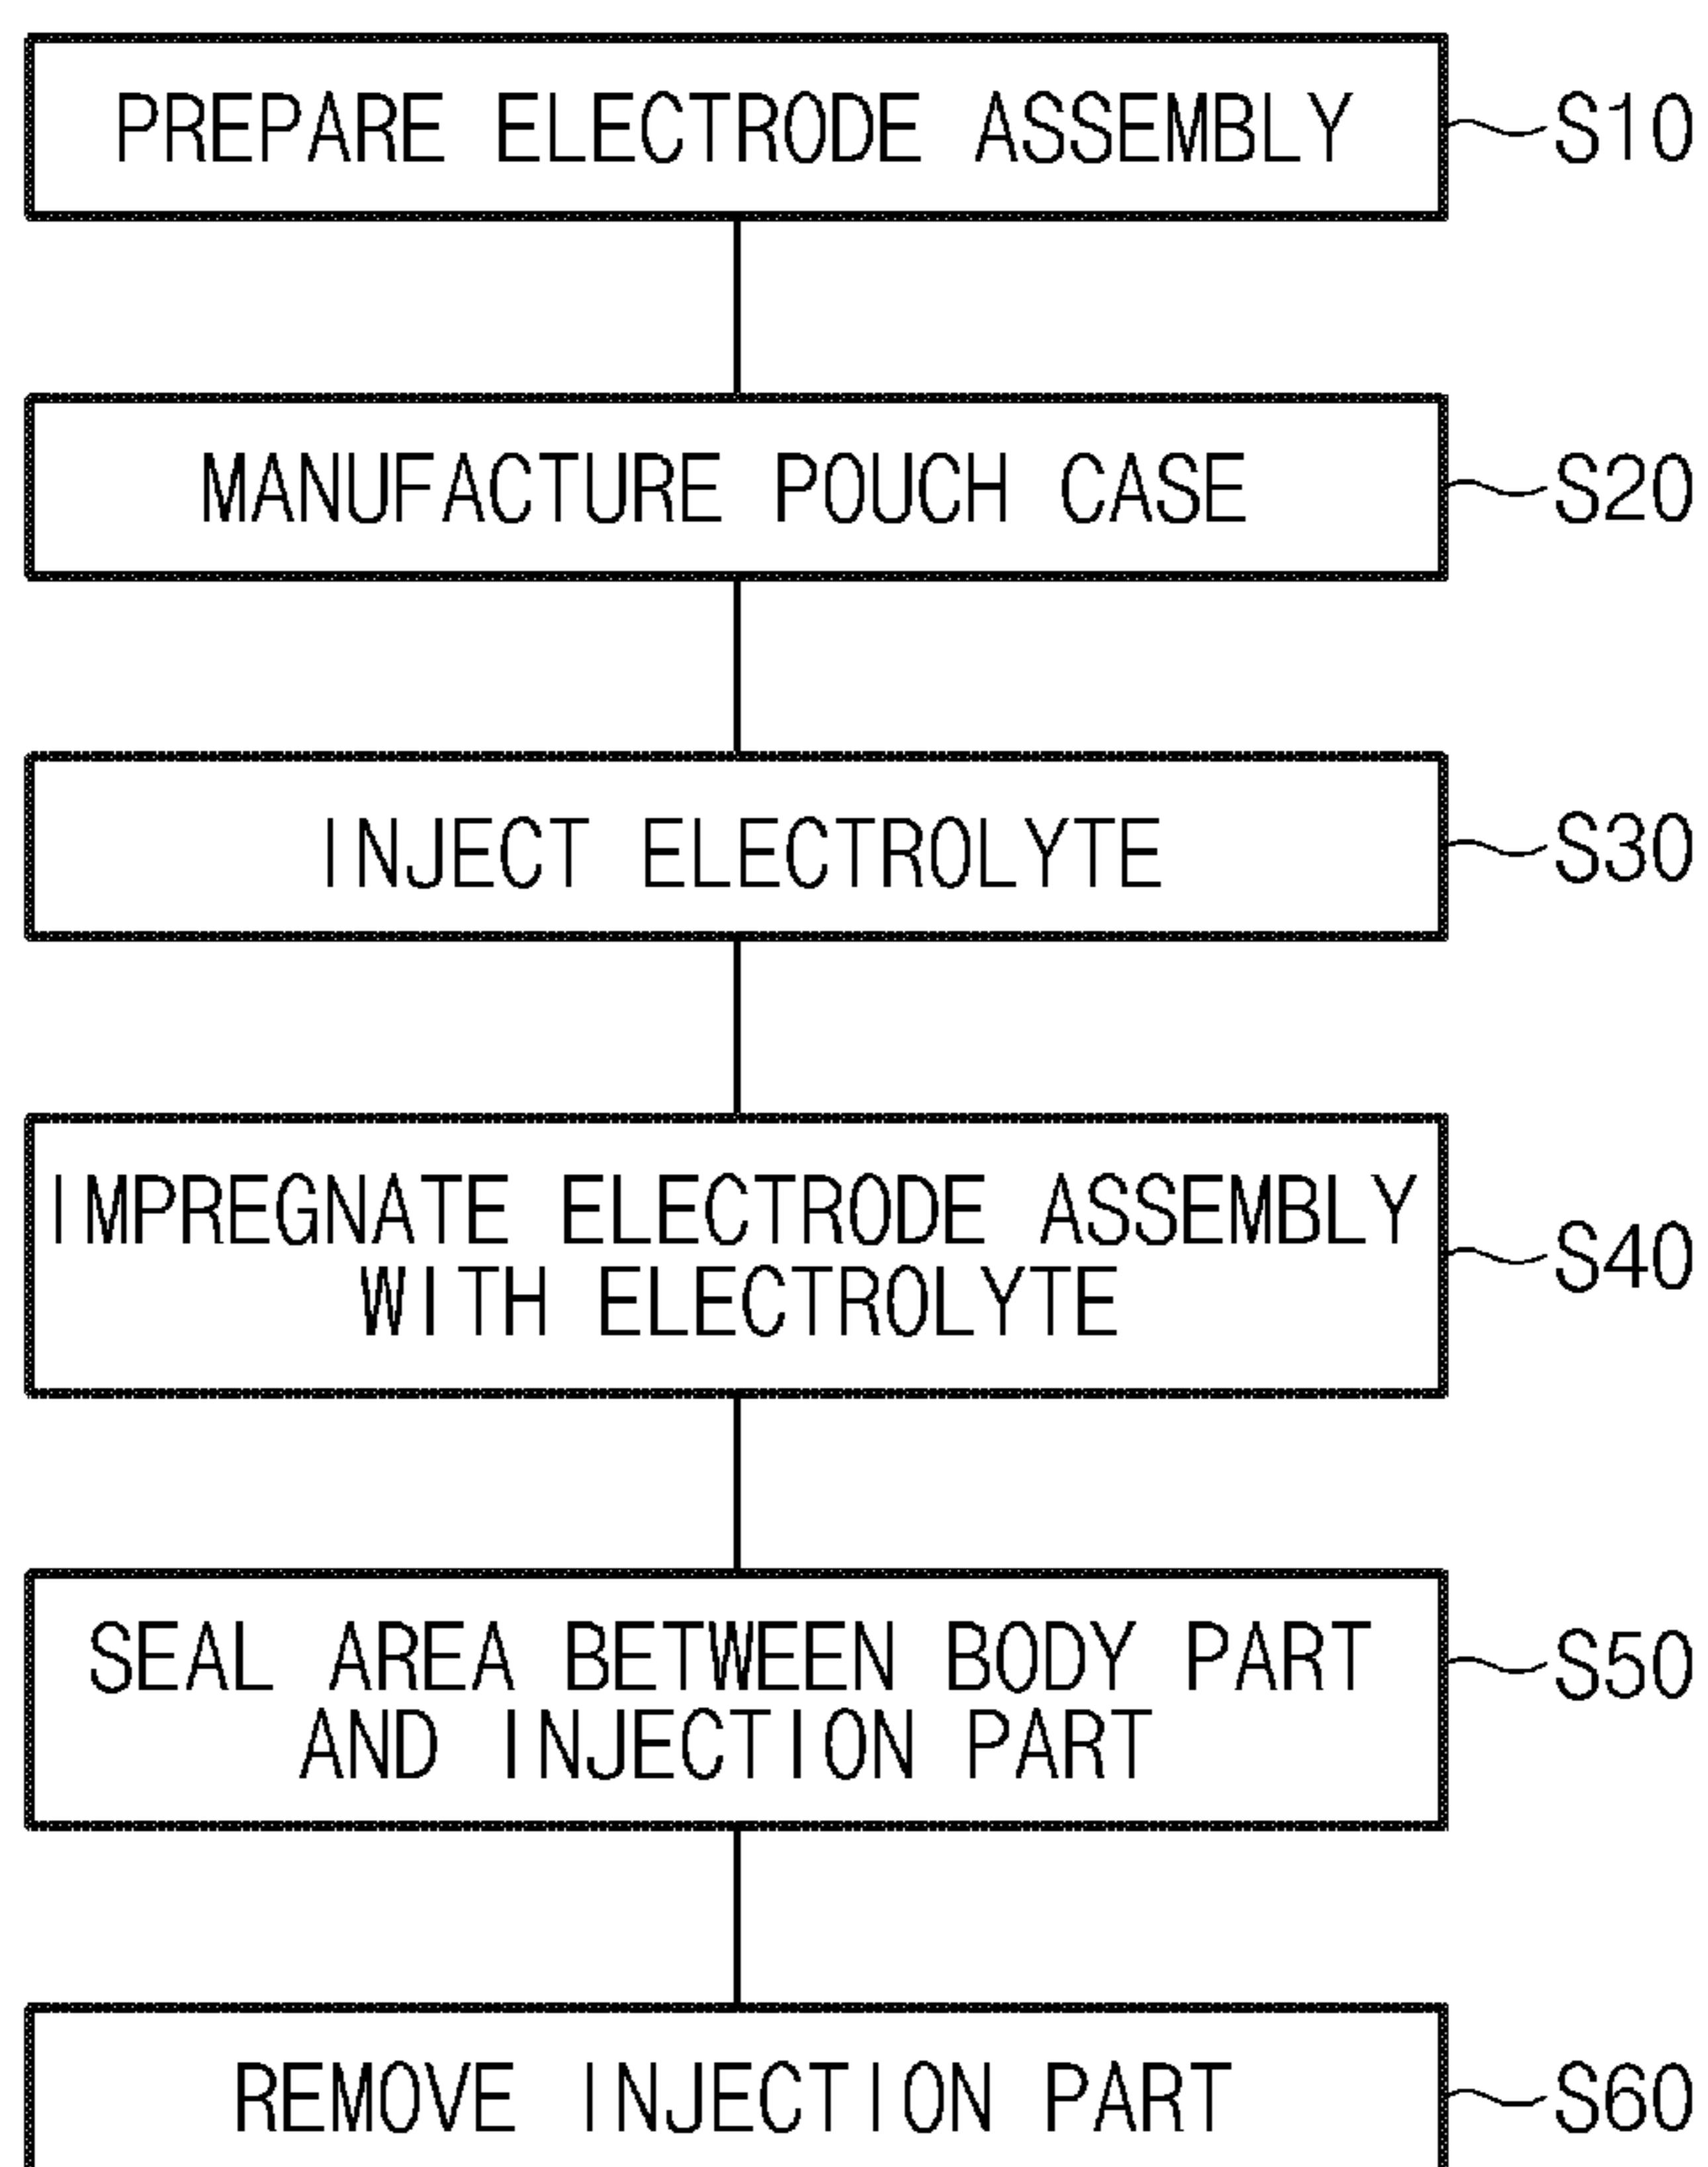 PREPARE ELECTRODE ASSEMBLY S10
MANUFACTURE POUCH CASE S20
INJECT ELECTROLYTE S30
IMPREGNATE ELECTRODE ASSEMBLY
WITH ELECTROLYTE S40
SEAL AREA BETWEEN BODY PART
AND INJECTION PART S50
REMOVE INJECTION PART S60